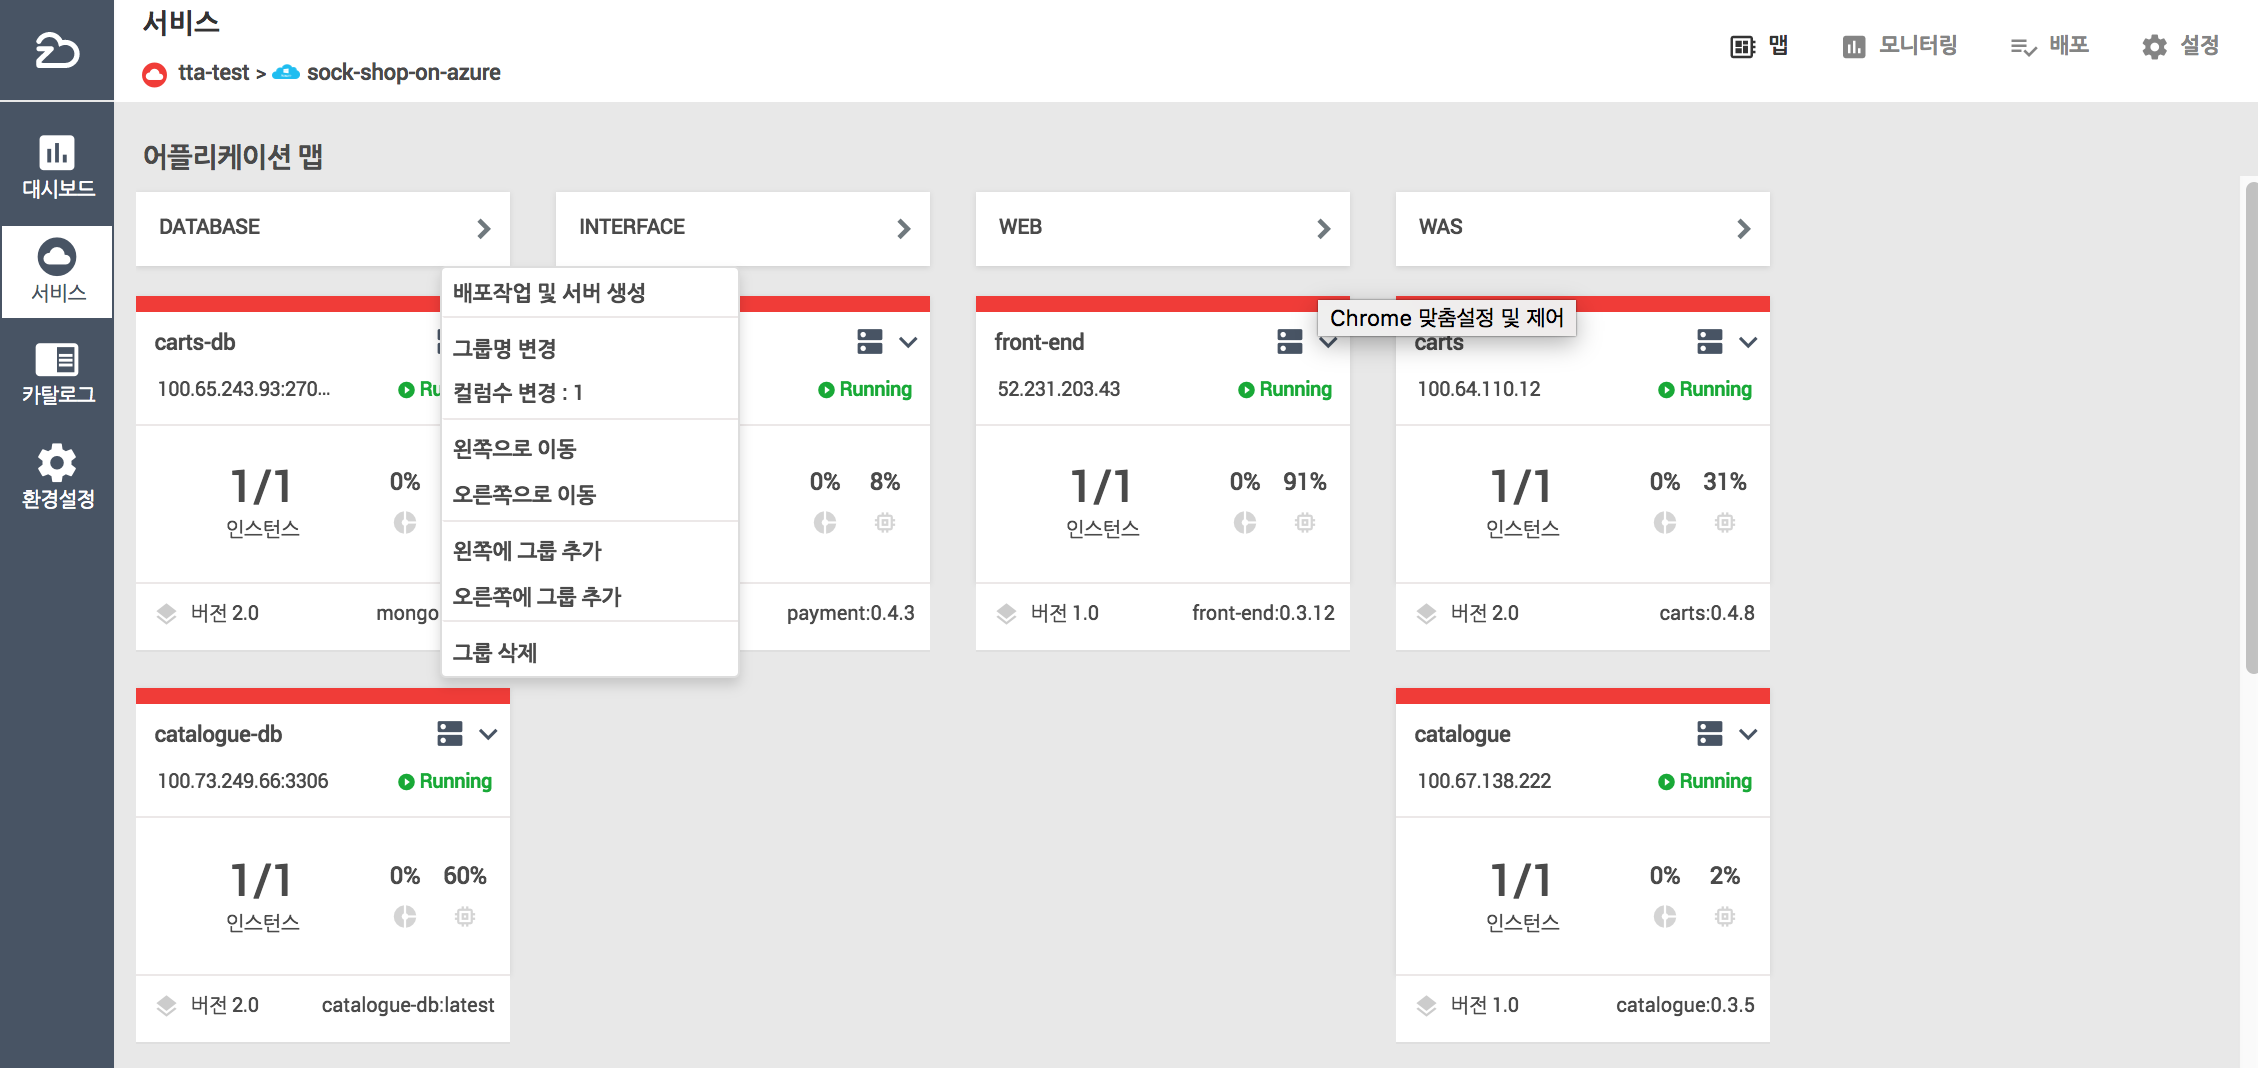 서비스
tta-test > sock-shop-on-azure
맵
모니터링
배포
설정
대시보드
서비스
카탈로그
환경설정
어플리케이션 맵
DATABASE
INTERFACE
WEB
WAS
배포작업 및 서버 생성
그룹명 변경
컬럼수 변경 : 1
왼쪽으로 이동
오른쪽으로 이동
왼쪽에 그룹 추가
오른쪽에 그룹 추가
그룹 삭제
Chrome 맞춤설정 및 제어
carts-db
100.65.243.93:270...
Ru
1/1
인스턴스
0%
버전 2.0
mongo
Running
0% 8%
payment:0.4.3
front-end
52.231.203.43
Running
1/1
인스턴스
0% 91%
버전 1.0
front-end:0.3.12
carts
100.64.110.12
Running
1/1
인스턴스
0% 31%
버전 2.0
carts:0.4.8
catalogue-db
100.73.249.66:3306
Running
1/1
인스턴스
0% 60%
버전 2.0
catalogue-db:latest
catalogue
100.67.138.222
Running
1/1
인스턴스
0% 2%
버전 1.0
catalogue:0.3.5